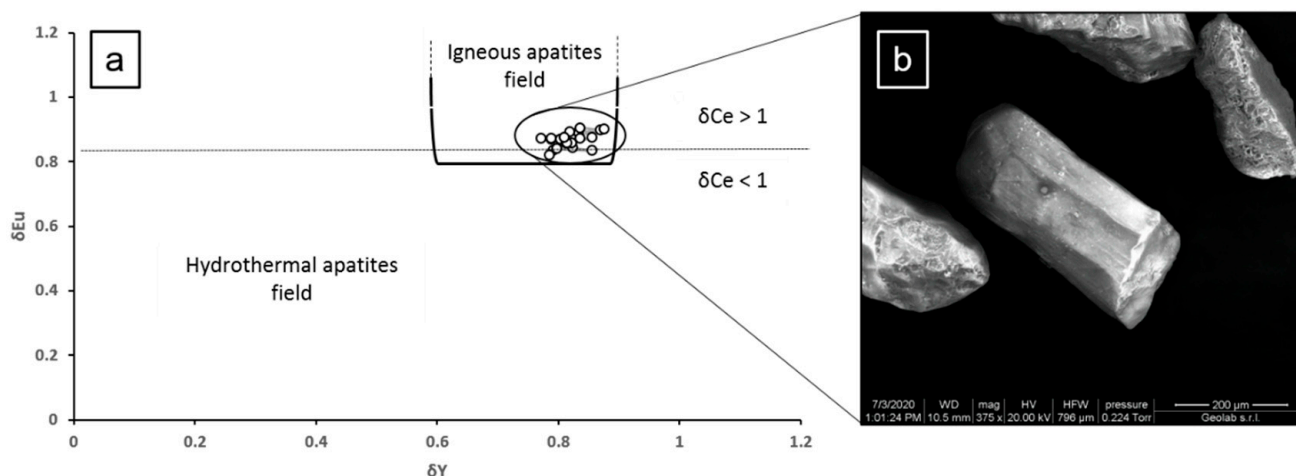 a
1.2
1
0.8
0.6
0.4
0.2
0
δEu
Igneous apatites
field
δCe > 1
δCe < 1
Hydrothermal apatites
field
0 0.2 0.4 0.6 0.8 1 1.2
δY
b
7/3/2020 WD mag HV HFW pressure 200 µm
1:01:24 PM 10.5 mm 375 x 20.00 kV 796 µm 0.224 Torr Geolab s.r.l.